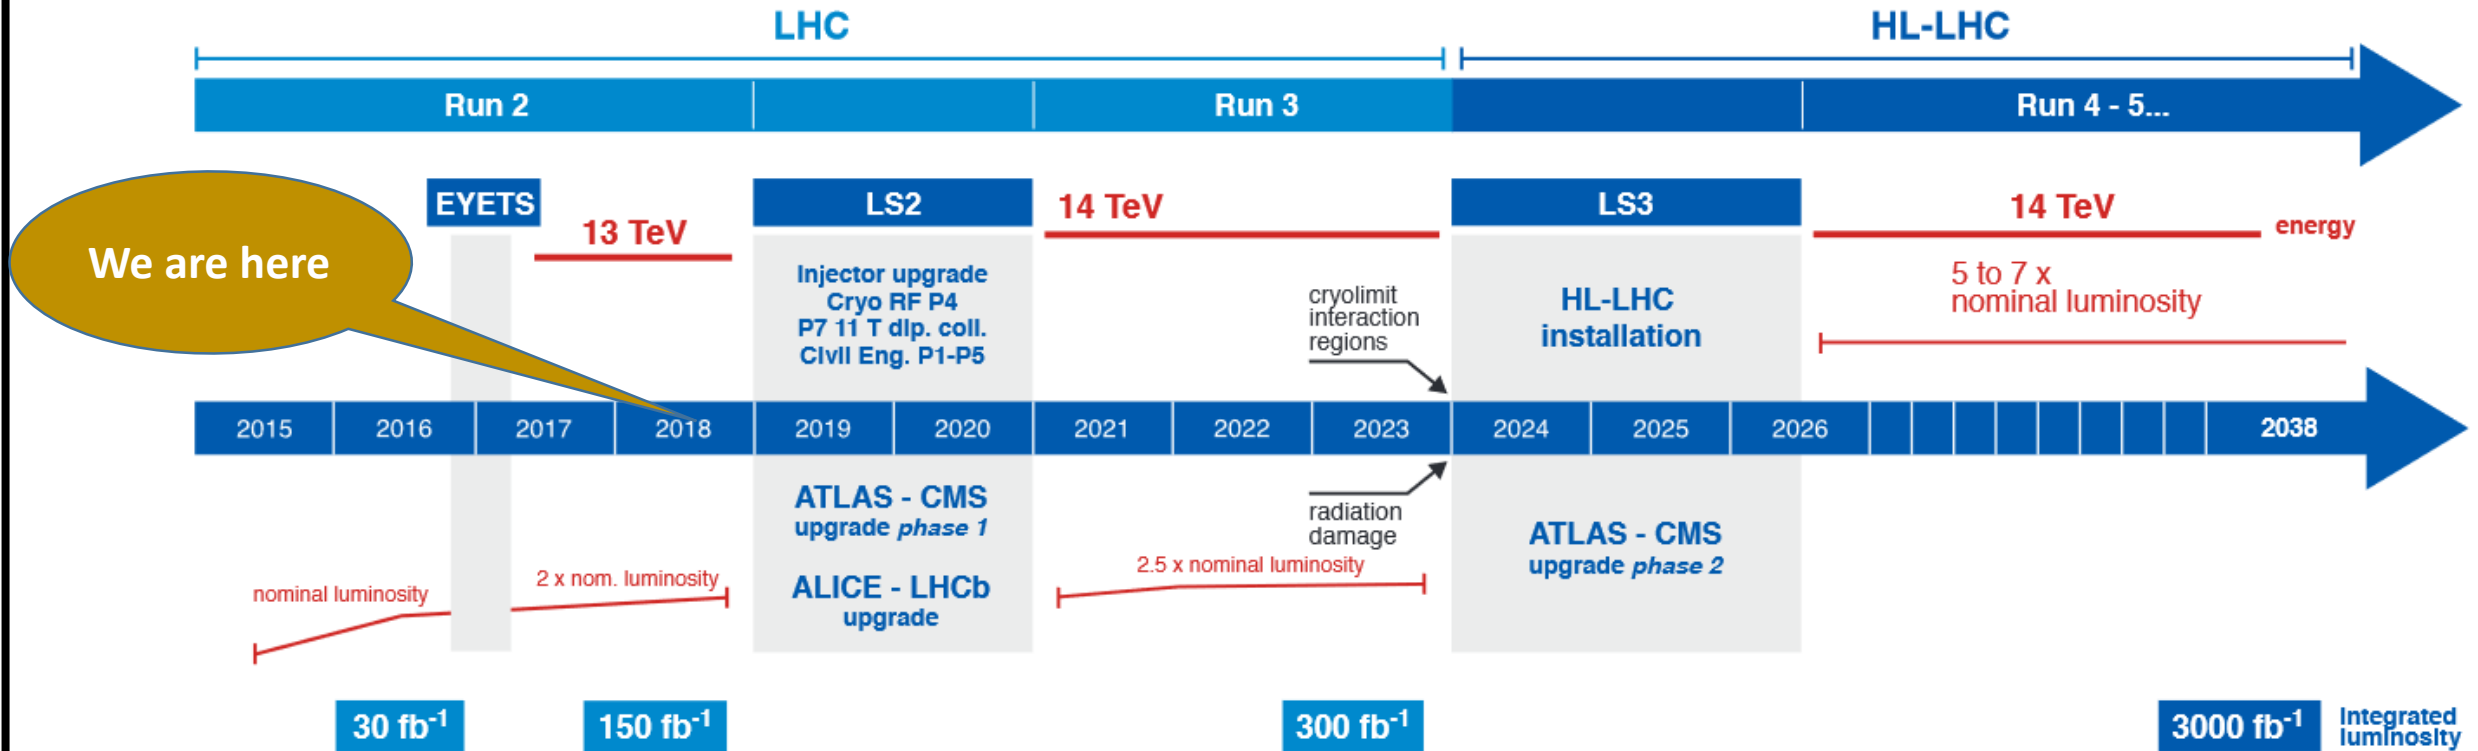 LHC
HL-LHC
Run 2
Run 3
Run 4 - 5...
EYETS
LS2
14 TeV
LS3
14 TeV
energy
13 TeV
We are here
Injector upgrade
Cryo RF P4
P7 11 T dip. coll.
Civil Eng. P1-P5
cryolimit
interaction
regions
HL-LHC
installation
5 to 7 x
nominal luminosity
2015
2016
2017
2018
2019
2020
2021
2022
2023
2024
2025
2026
2038
ATLAS - CMS
upgrade phase 1
ALICE - LHCb
upgrade
radiation
damage
ATLAS - CMS
upgrade phase 2
nominal luminosity
2 x nom. luminosity
2.5 x nominal luminosity
30 fb⁻¹
150 fb⁻¹
300 fb⁻¹
3000 fb⁻¹
Integrated
luminosity